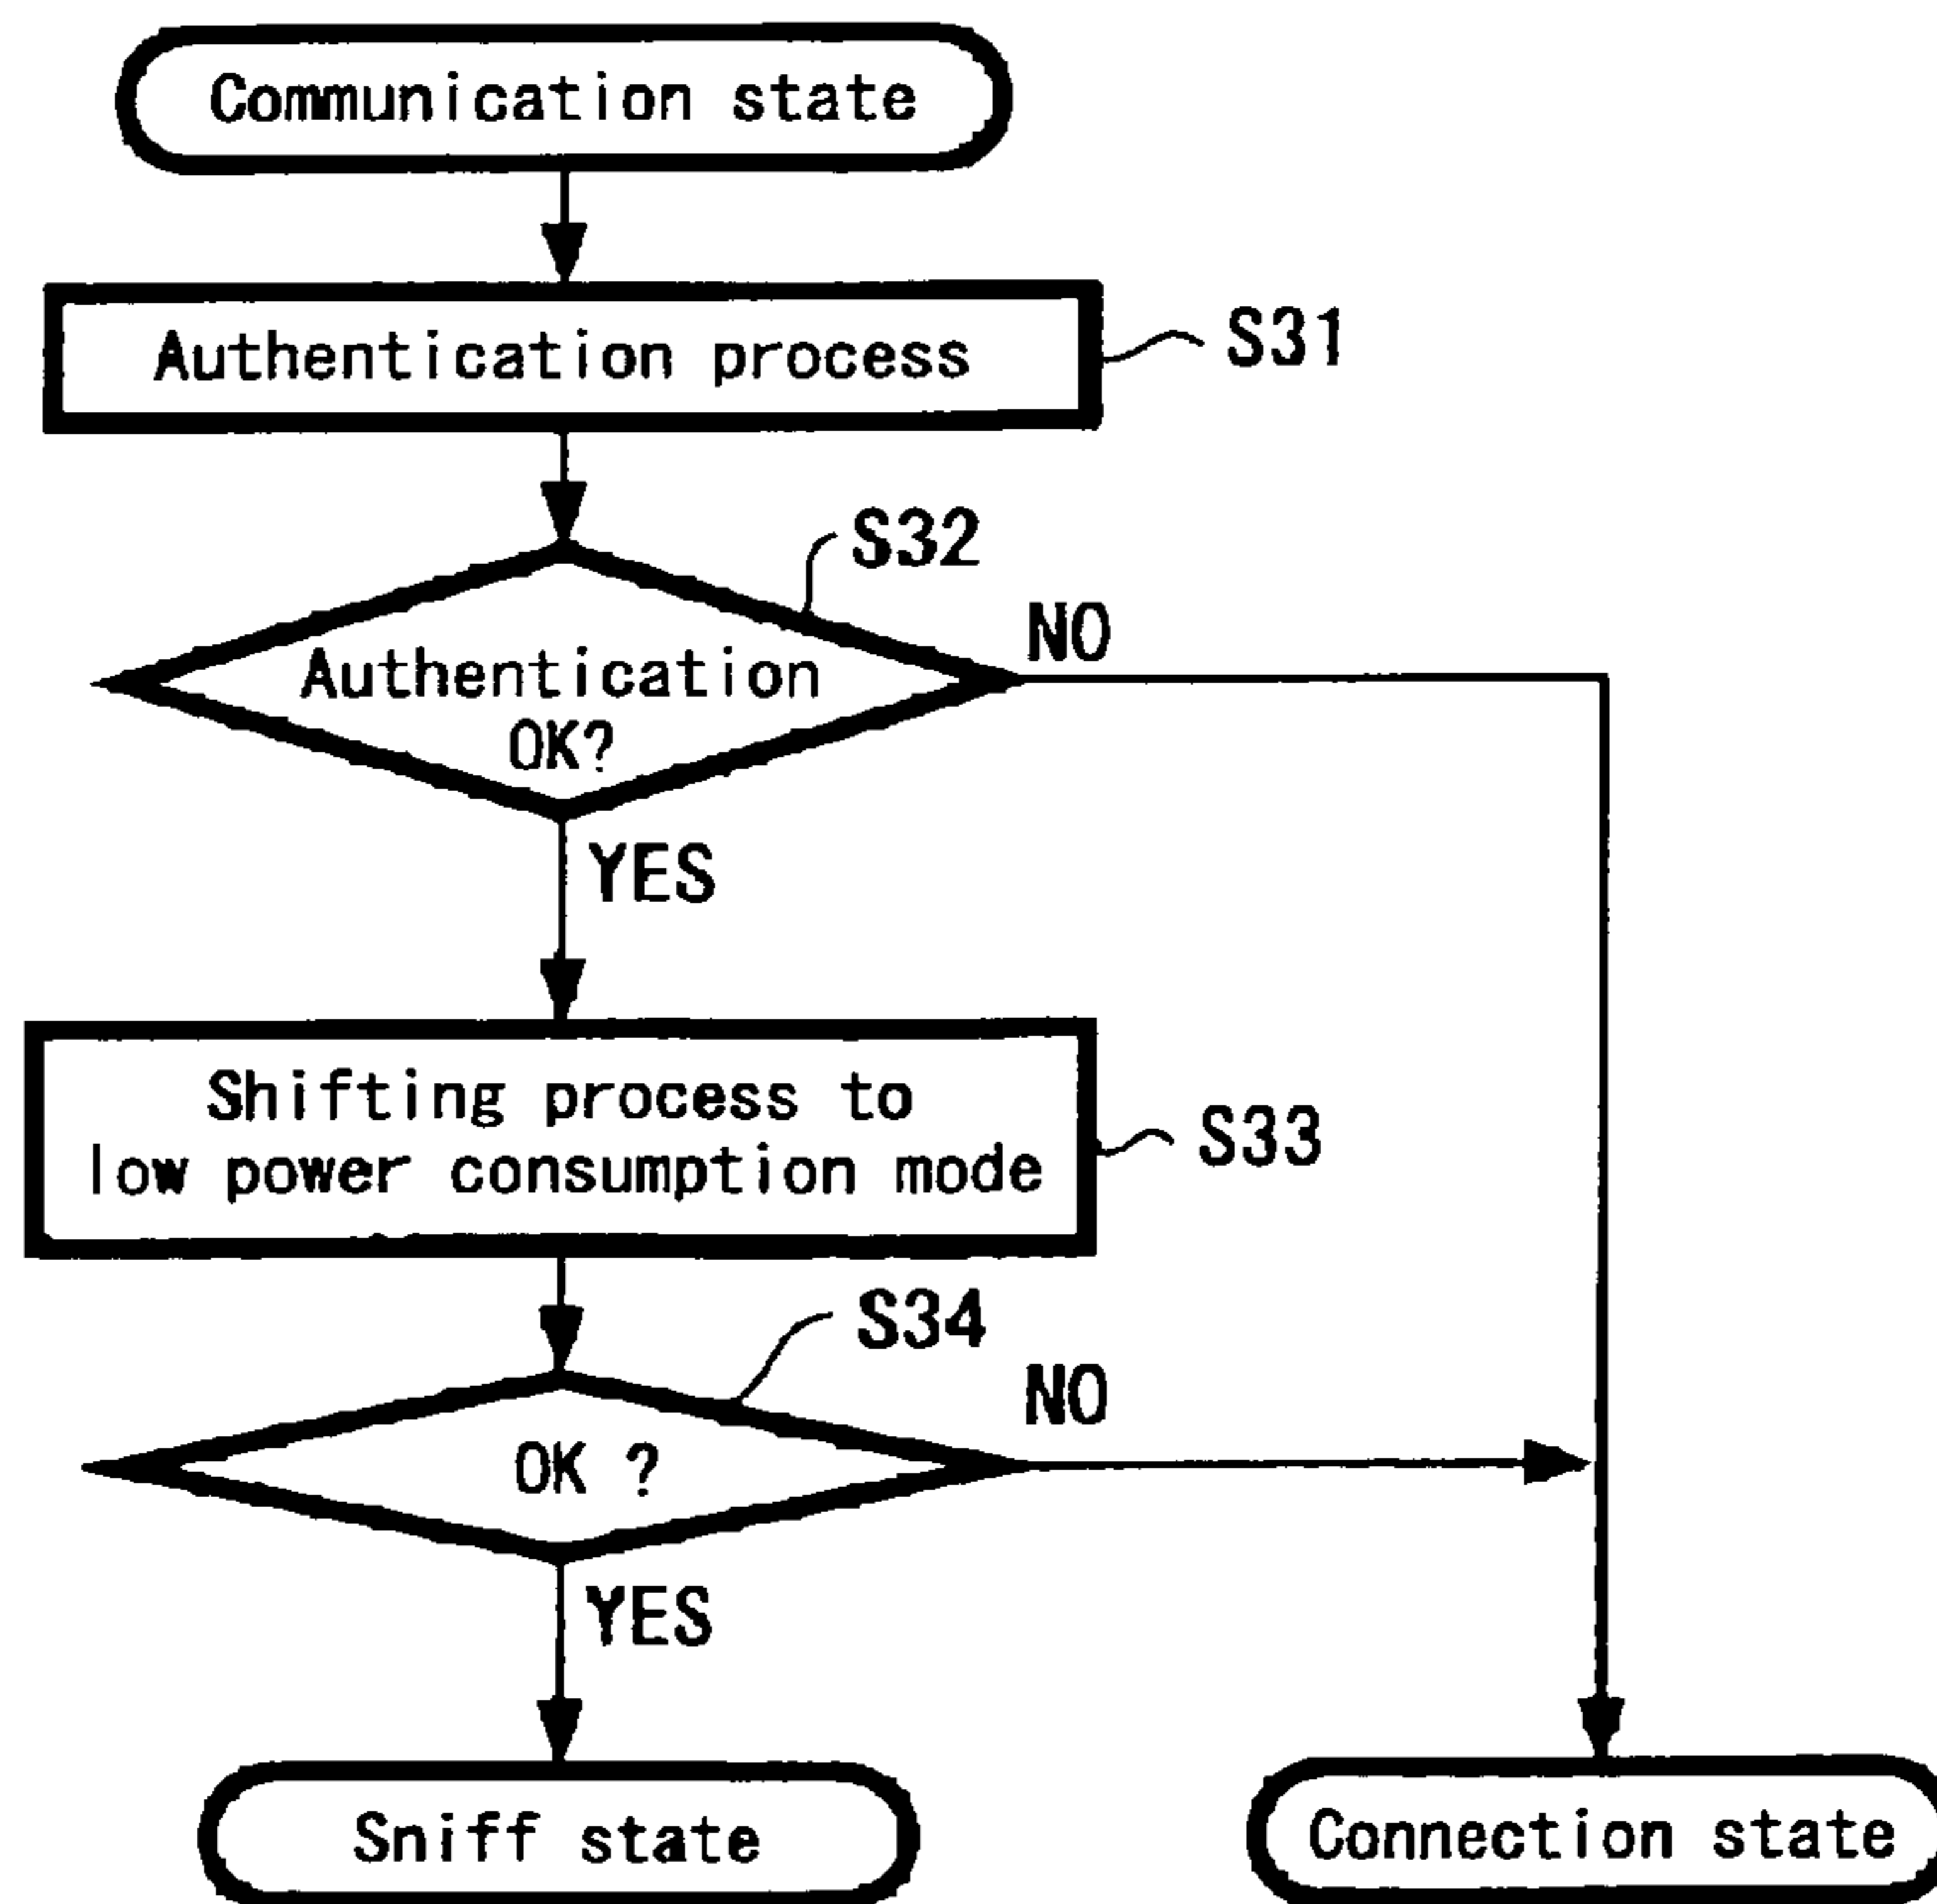 Communication state
Authentication process
S31
S32
NO
Authentication
OK?
YES
Shifting process to
low power consumption mode
S33
S34
NO
OK ?
YES
Sniff state
Connection state